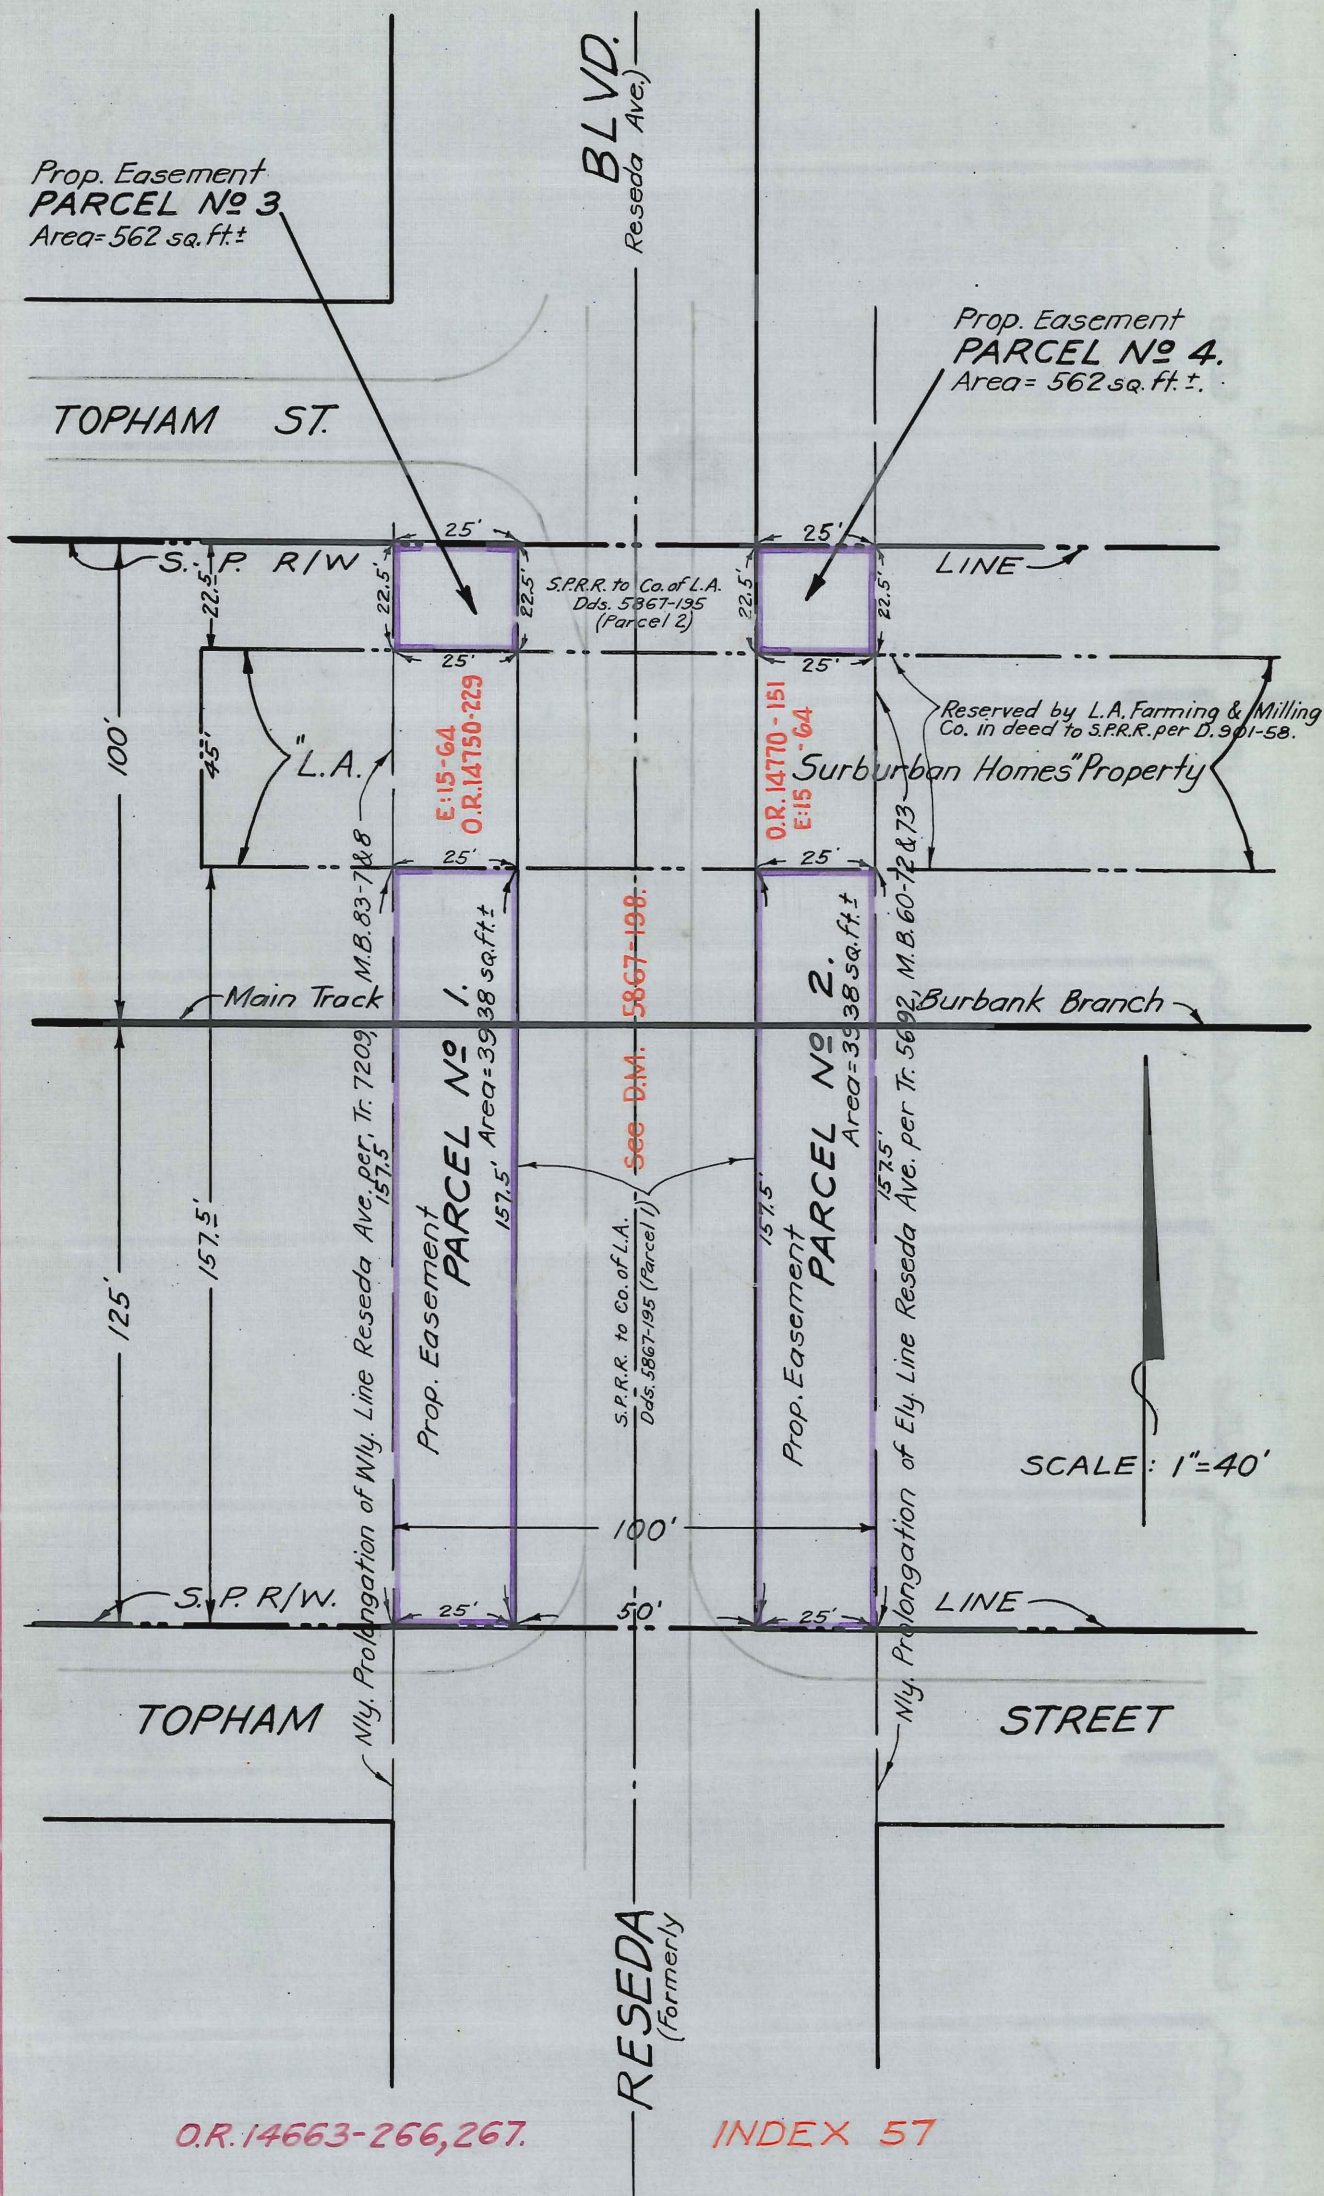 BLVD.
Reseda Ave.)
Prop. Easement
PARCEL Nº 3
Area=562 sq.ft.±
Prop. Easement
PARCEL Nº 4.
Area= 562 sq.ft.±.
TOPHAM ST.
25'
25'
S. P. R/W
LINE
22.5'
22.5'
22.5'
22.5'
22.5'
S.P.R.R. to Co. of L.A.
Dds. 5867-195
(Parcel 2)
25'
25'
100'
45'
"L.A.
E:15-64
O.R.14750-229
O.R.14770-151
E:15-64
Reserved by L.A. Farming & Milling
Co. in deed to S.P.R.R. per D.901-58.
Surburban Homes" Property
25'
25'
Main Track
Burbank Branch
See D.M. 5867-198.
Prop. Easement
PARCEL Nº 1.
Area=3938 sq.ft.±
157.5'
157.5'
Prop. Easement
PARCEL Nº 2.
Area=3938 sq.ft.±
157.5'
157.5'
Nly. Prolongation of Wly. Line Reseda Ave. per. Tr. 7209, M.B.83-7&8
Nly. Prolongation of Ely. Line Reseda Ave. per Tr. 5692, M.B.60-72&73
S.P.R.R. to Co. of L.A.
Dds. 5867-195 (Parcel 1)
125'
157.5'
SCALE: 1"=40'
100'
S. P. R/W.
25'
50'
25'
LINE
TOPHAM
STREET
RESEDA
(Formerly
O.R.14663-266,267.
INDEX 57